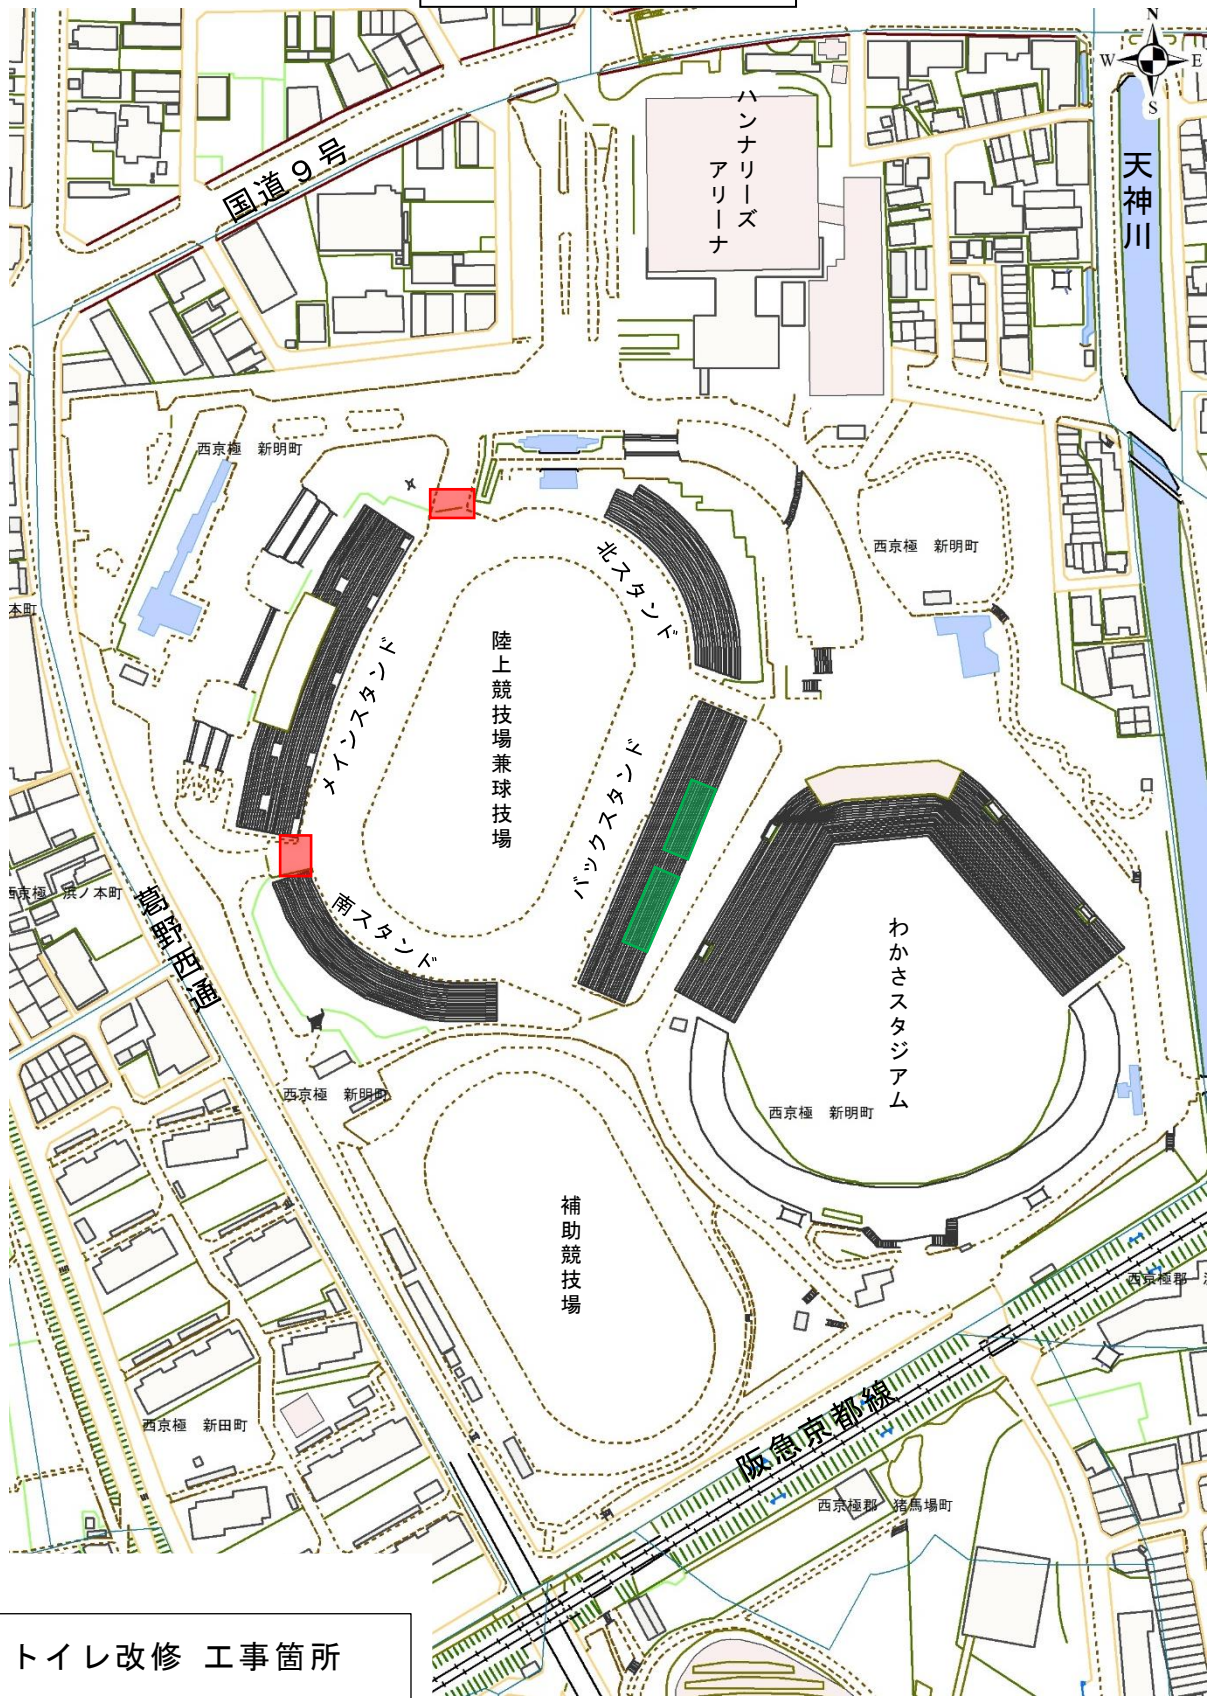 N
W
E
S
ハンナリーズ
アリーナ
国道9号
天神川
西京極 新明町
西京極 新明町
北スタンド
本町
陸上競技場兼球技場
メインスタンド
バックスタンド
西京極 浜ノ本町
葛野西通
南スタンド
わかさスタジアム
西京極 新明町
西京極 新明町
補助競技場
西京極郡
阪急京都線
西京極 新田町
西京極郡 猪馬場町
トイレ改修 工事箇所